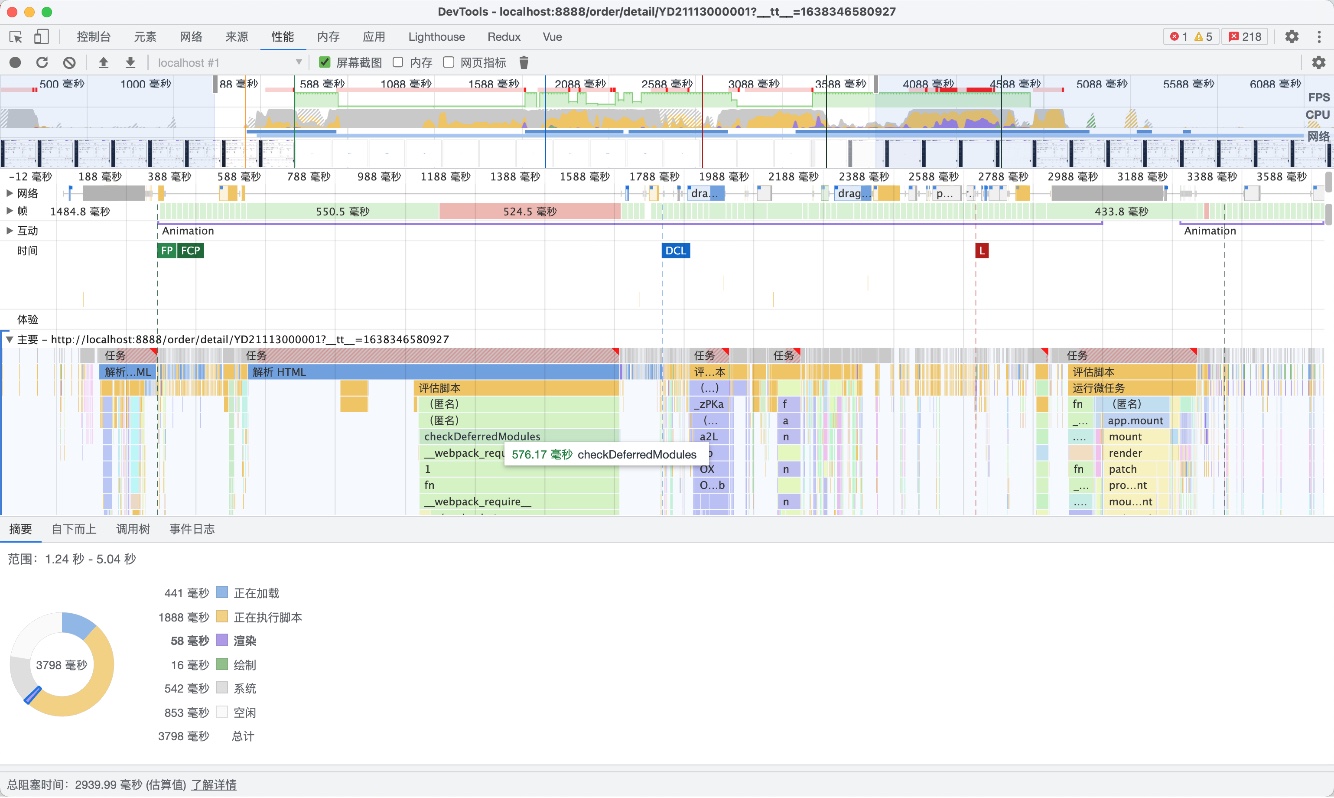 DevTools - localhost:8888/order/detail/YD21113000001?__tt__=1638346580927
控制台 元素 网络 来源 性能 内存 应用 Lighthouse Redux Vue 1 5 218
localhost #1 屏幕截图 内存 网页指标
500 毫秒 1000 毫秒 88 毫秒 588 毫秒 1088 毫秒 1588 毫秒 2088 毫秒 2588 毫秒 3088 毫秒 3588 毫秒 4088 毫秒 4588 毫秒 5088 毫秒 5588 毫秒 6088 毫秒
FPS
CPU
网络
-12 毫秒 188 毫秒 388 毫秒 588 毫秒 788 毫秒 988 毫秒 1188 毫秒 1388 毫秒 1588 毫秒 1788 毫秒 1988 毫秒 2188 毫秒 2388 毫秒 2588 毫秒 2788 毫秒 2988 毫秒 3188 毫秒 3388 毫秒 3588 毫秒
网络 dra... drag... p...
帧 1484.8 毫秒 550.5 毫秒 524.5 毫秒 433.8 毫秒
互动 Animation Animation
时间 FP FCP DCL L
体验
主要 – http://localhost:8888/order/detail/YD21113000001?__tt__=1638346580927
任务 任务 任务 任务 任务
解析...ML 解析 HTML 评...本 评估脚本
评估脚本 (...) 运行微任务
(匿名) _zPKa f fn (匿名)
(匿名) (... a _... app.mount
checkDeferredModules a2L n .... mount
576.17 毫秒 checkDeferredModules
__webpack_requ render
1 OX n fn patch
fn O...b _... pro...nt
__webpack_require__ n .... mou...nt
摘要 自下而上 调用树 事件日志
范围：1.24 秒 - 5.04 秒
441 毫秒 正在加载
1888 毫秒 正在执行脚本
58 毫秒 渲染
16 毫秒 绘制
3798 毫秒
542 毫秒 系统
853 毫秒 空闲
3798 毫秒 总计
总阻塞时间：2939.99 毫秒 (估算值) 了解详情